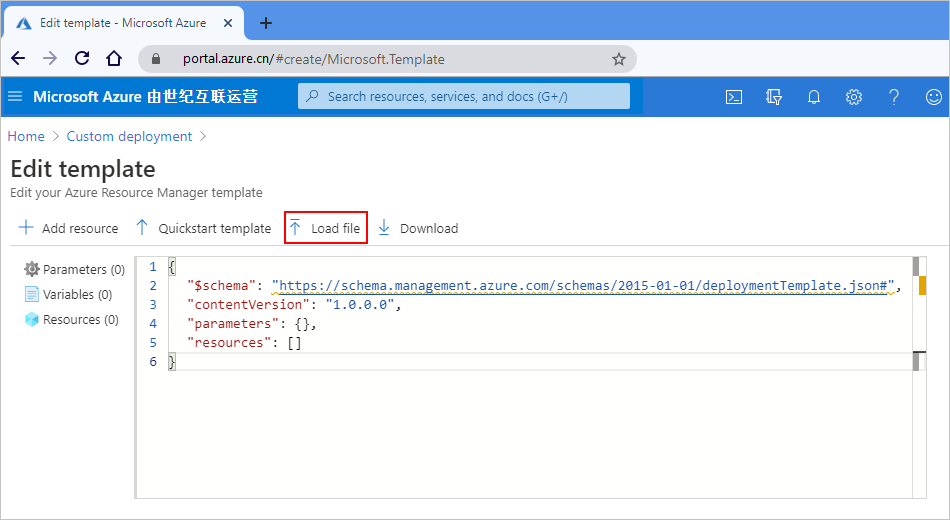 Edit template - Microsoft Azure
portal.azure.cn/#create/Microsoft.Template
Microsoft Azure 由世纪互联运营
Search resources, services, and docs (G+/)
Home > Custom deployment >
Edit template
Edit your Azure Resource Manager template
Add resource Quickstart template Load file Download
Parameters (0)
Variables (0)
Resources (0)
1 {
2 "$schema": "https://schema.management.azure.com/schemas/2015-01-01/deploymentTemplate.json#",
3 "contentVersion": "1.0.0.0",
4 "parameters": {},
5 "resources": []
6 }